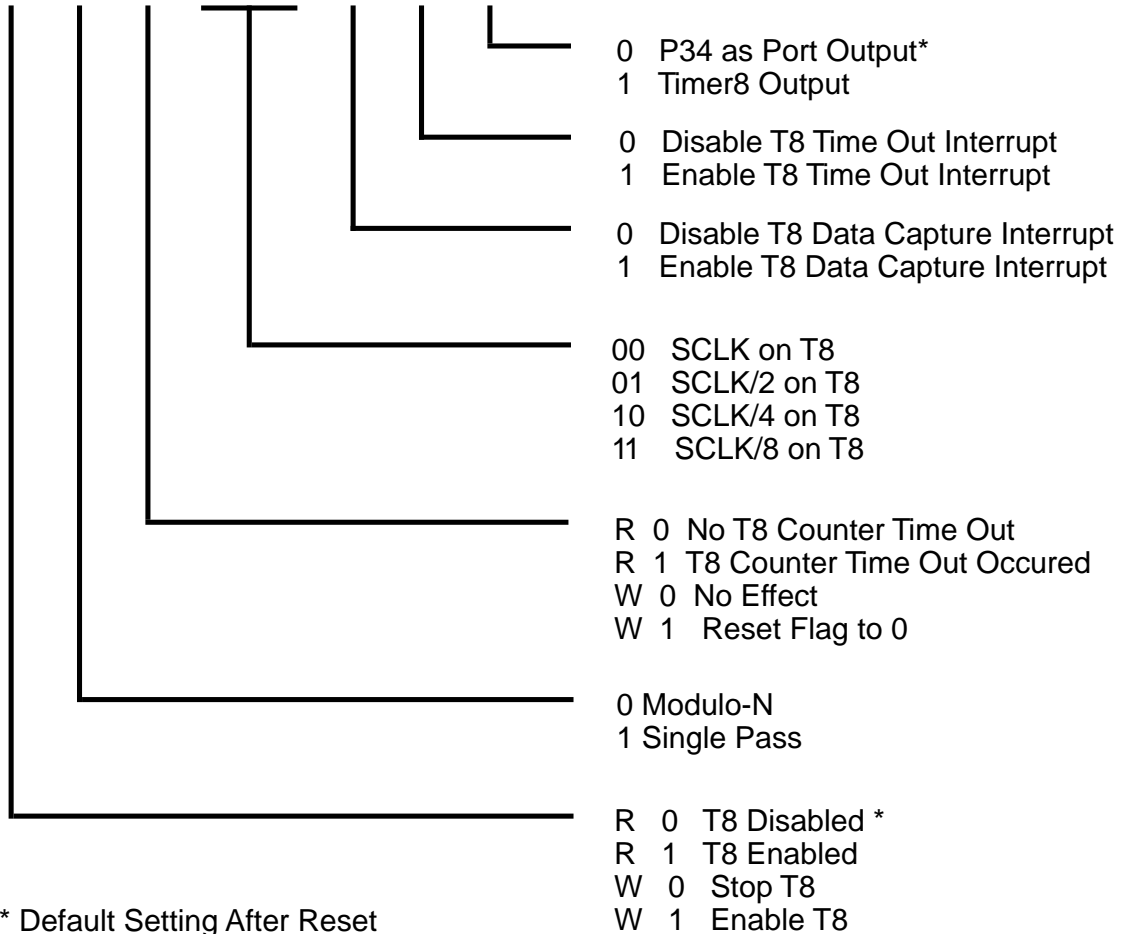 0 P34 as Port Output*
1 Timer8 Output
0 Disable T8 Time Out Interrupt
1 Enable T8 Time Out Interrupt
0 Disable T8 Data Capture Interrupt
1 Enable T8 Data Capture Interrupt
00 SCLK on T8
01 SCLK/2 on T8
10 SCLK/4 on T8
11 SCLK/8 on T8
R 0 No T8 Counter Time Out
R 1 T8 Counter Time Out Occured
W 0 No Effect
W 1 Reset Flag to 0
0 Modulo-N
1 Single Pass
R 0 T8 Disabled *
R 1 T8 Enabled
W 0 Stop T8
W 1 Enable T8
* Default Setting After Reset